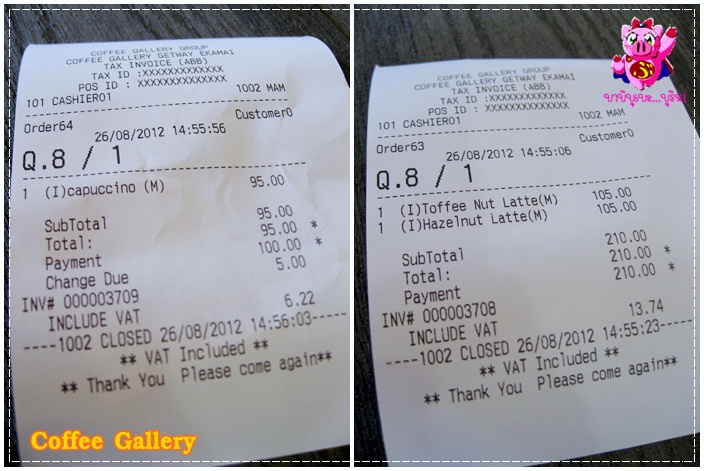 COFFEE GALLERY GROUP
COFFEE GALLERY GETWAY EKAMAI
TAX INVOICE (ABB)
TAX ID :XXXXXXXXXXXXX
POS ID : XXXXXXXXXXXXX
101 CASHIER01 1002 MAM
Order64 Customer0
26/08/2012 14:55:56
Q.8 / 1
1 (I)capuccino (M) 95.00
SubTotal 95.00
Total: 95.00 *
Payment 100.00 *
Change Due 5.00
INV# 000003709
INCLUDE VAT 6.22
----1002 CLOSED 26/08/2012 14:56:03-----
** VAT Included **
** Thank You Please come again**
Coffee Gallery
COFFEE GALLERY GROUP
COFFEE GALLERY GETWAY EKAMAI
TAX INVOICE (ABB)
TAX ID :XXXXXXXXXXXXX
POS ID : XXXXXXXXXXXXX
101 CASHIER01 1002 MAM
Order63 Customer0
26/08/2012 14:55:06
Q.8 / 1
1 (I)Toffee Nut Latte(M) 105.00
1 (I)Hazelnut Latte(M) 105.00
SubTotal 210.00
Total: 210.00 *
Payment 210.00 *
INV# 000003708
INCLUDE VAT 13.74
----1002 CLOSED 26/08/2012 14:55:23-----
** VAT Included **
** Thank You Please come again**